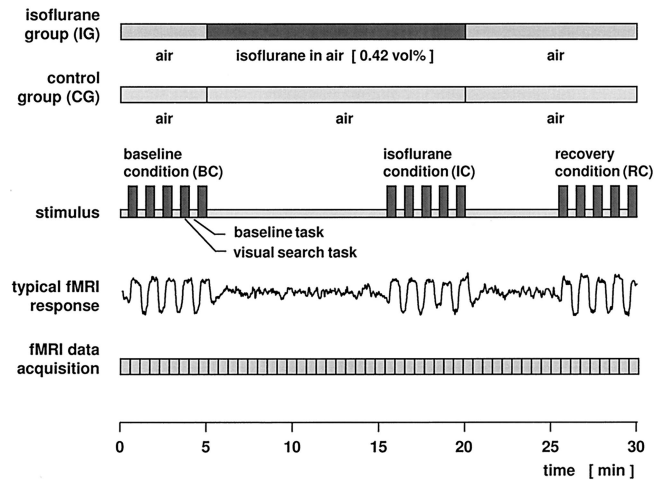 isoflurane
group (IG)
air
isoflurane in air [ 0.42 vol% ]
air
control
group (CG)
air
air
air
baseline
condition (BC)
isoflurane
condition (IC)
recovery
condition (RC)
stimulus
baseline task
visual search task
typical fMRI
response
fMRI data
acquisition
0 5 10 15 20 25 30
time [ min ]